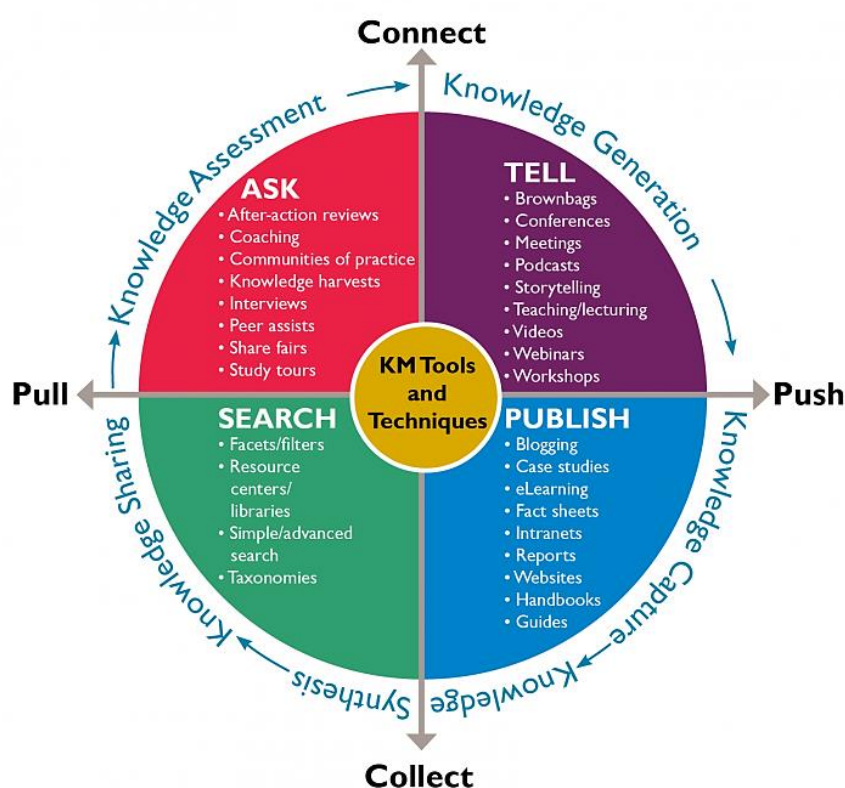 Connect
Knowledge Assessment
Knowledge Generation
ASK
• After-action reviews
• Coaching
• Communities of practice
• Knowledge harvests
• Interviews
• Peer assists
• Share fairs
• Study tours
TELL
• Brownbags
• Conferences
• Meetings
• Podcasts
• Storytelling
• Teaching/lecturing
• Videos
• Webinars
• Workshops
Pull
KM Tools
and
Techniques
Push
SEARCH
• Facets/filters
• Resource
centers/
libraries
• Simple/advanced
search
• Taxonomies
PUBLISH
• Blogging
• Case studies
• eLearning
• Fact sheets
• Intranets
• Reports
• Websites
• Handbooks
• Guides
Knowledge Capture
Knowledge Synthesis
Knowledge Sharing
Collect